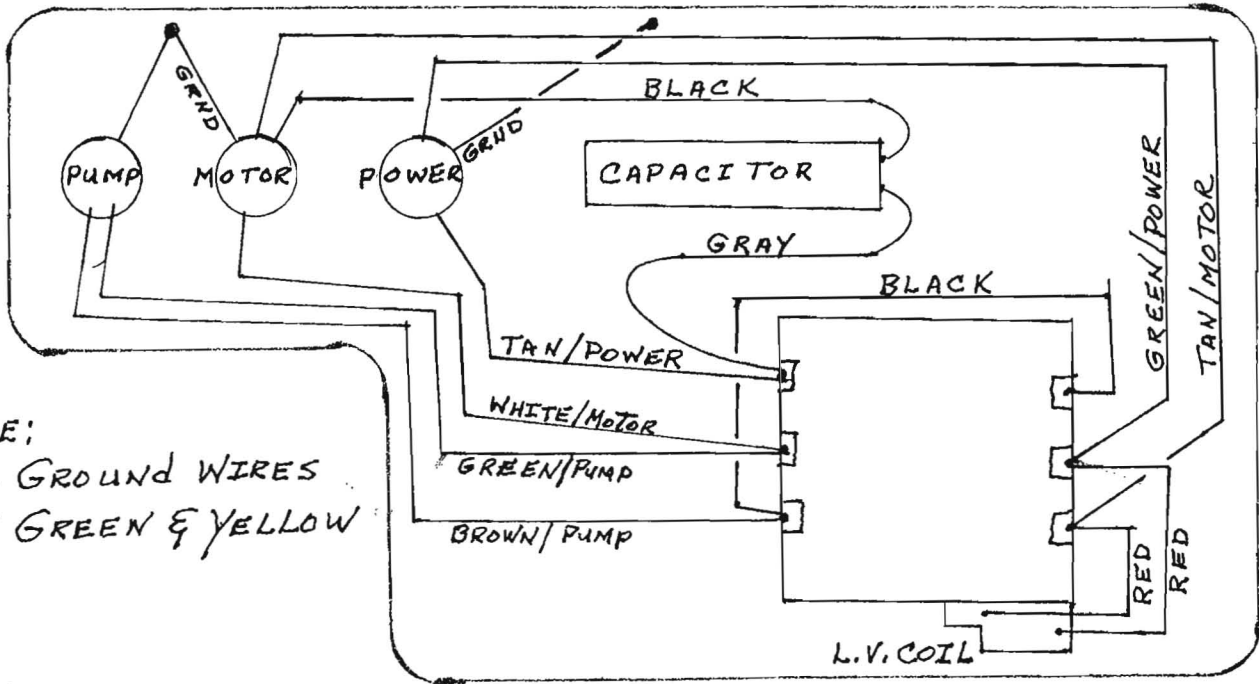 GRND
BLACK
GRND
PUMP
MOTOR
POWER
CAPACITOR
GREEN/POWER
TAN/MOTOR
GRAY
BLACK
TAN/POWER
WHITE/MOTOR
GREEN/PUMP
BROWN/PUMP
E:
GROUND WIRES
GREEN & YELLOW
RED
RED
L.V. COIL